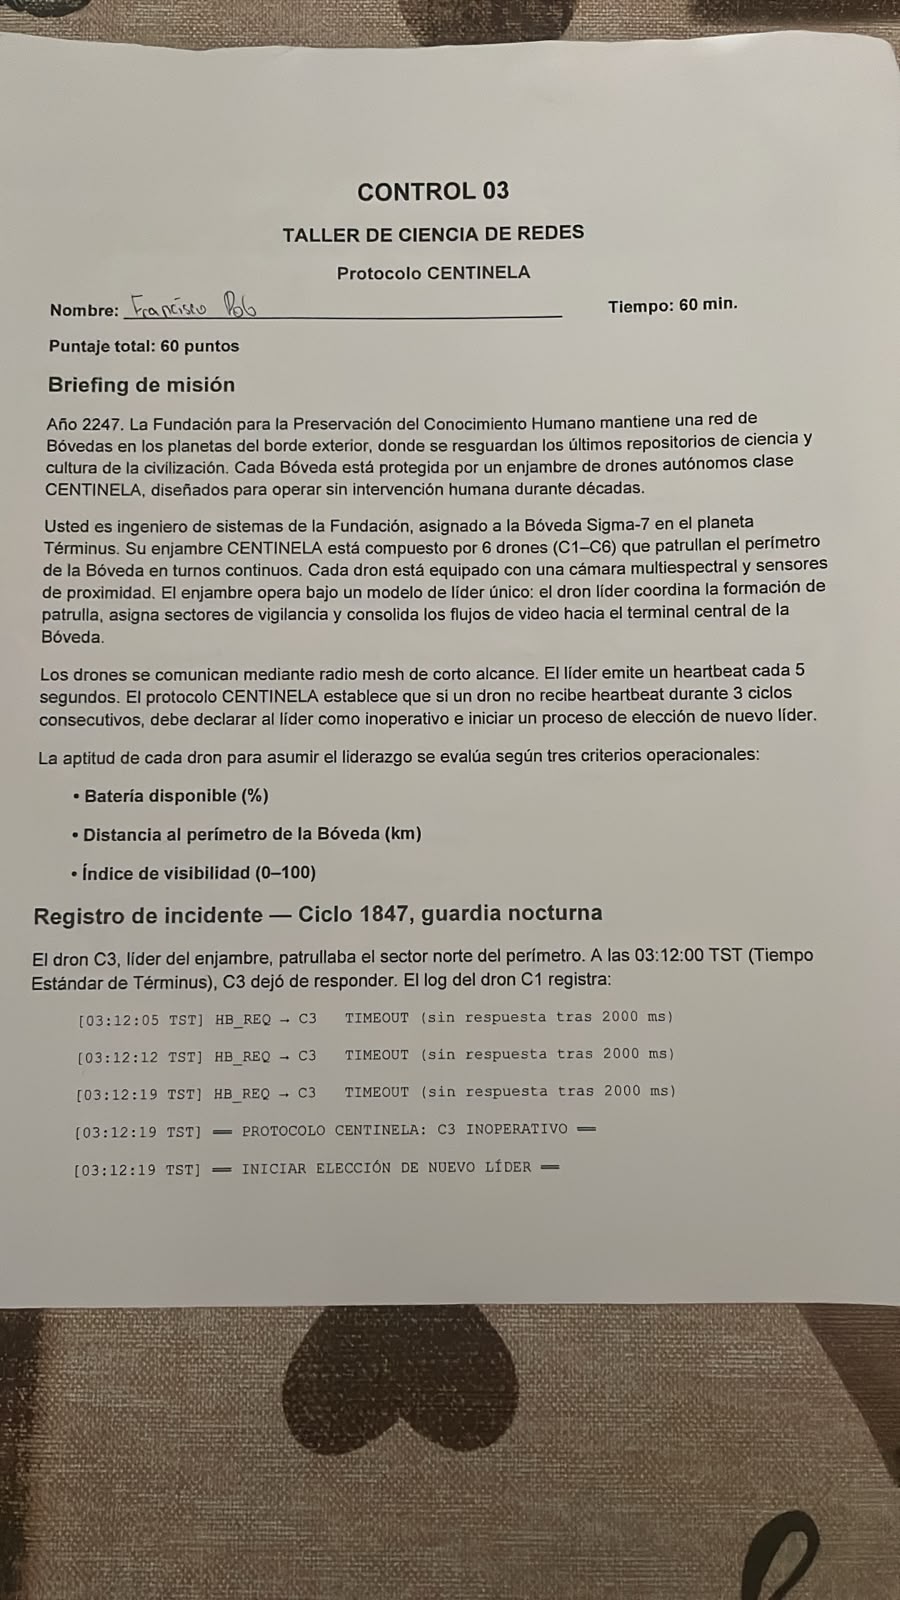 CONTROL 03
TALLER DE CIENCIA DE REDES
Protocolo CENTINELA
Nombre: Francisco Tiempo: 60 min.
Puntaje total: 60 puntos
Briefing de misión
Año 2247. La Fundación para la Preservación del Conocimiento Humano mantiene una red de
Bóvedas en los planetas del borde exterior, donde se resguardan los últimos repositorios de ciencia y
cultura de la civilización. Cada Bóveda está protegida por un enjambre de drones autónomos clase
CENTINELA, diseñados para operar sin intervención humana durante décadas.
Usted es ingeniero de sistemas de la Fundación, asignado a la Bóveda Sigma-7 en el planeta
Términus. Su enjambre CENTINELA está compuesto por 6 drones (C1–C6) que patrullan el perímetro
de la Bóveda en turnos continuos. Cada dron está equipado con una cámara multiespectral y sensores
de proximidad. El enjambre opera bajo un modelo de líder único: el dron líder coordina la formación de
patrulla, asigna sectores de vigilancia y consolida los flujos de video hacia el terminal central de la
Bóveda.
Los drones se comunican mediante radio mesh de corto alcance. El líder emite un heartbeat cada 5
segundos. El protocolo CENTINELA establece que si un dron no recibe heartbeat durante 3 ciclos
consecutivos, debe declarar al líder como inoperativo e iniciar un proceso de elección de nuevo líder.
La aptitud de cada dron para asumir el liderazgo se evalúa según tres criterios operacionales:
• Batería disponible (%)
• Distancia al perímetro de la Bóveda (km)
• Índice de visibilidad (0–100)
Registro de incidente — Ciclo 1847, guardia nocturna
El dron C3, líder del enjambre, patrullaba el sector norte del perímetro. A las 03:12:00 TST (Tiempo
Estándar de Términus), C3 dejó de responder. El log del dron C1 registra:
[03:12:05 TST] HB_REQ → C3 TIMEOUT (sin respuesta tras 2000 ms)
[03:12:12 TST] HB_REQ → C3 TIMEOUT (sin respuesta tras 2000 ms)
[03:12:19 TST] HB_REQ → C3 TIMEOUT (sin respuesta tras 2000 ms)
[03:12:19 TST] == PROTOCOLO CENTINELA: C3 INOPERATIVO ==
[03:12:19 TST] == INICIAR ELECCIÓN DE NUEVO LÍDER ==